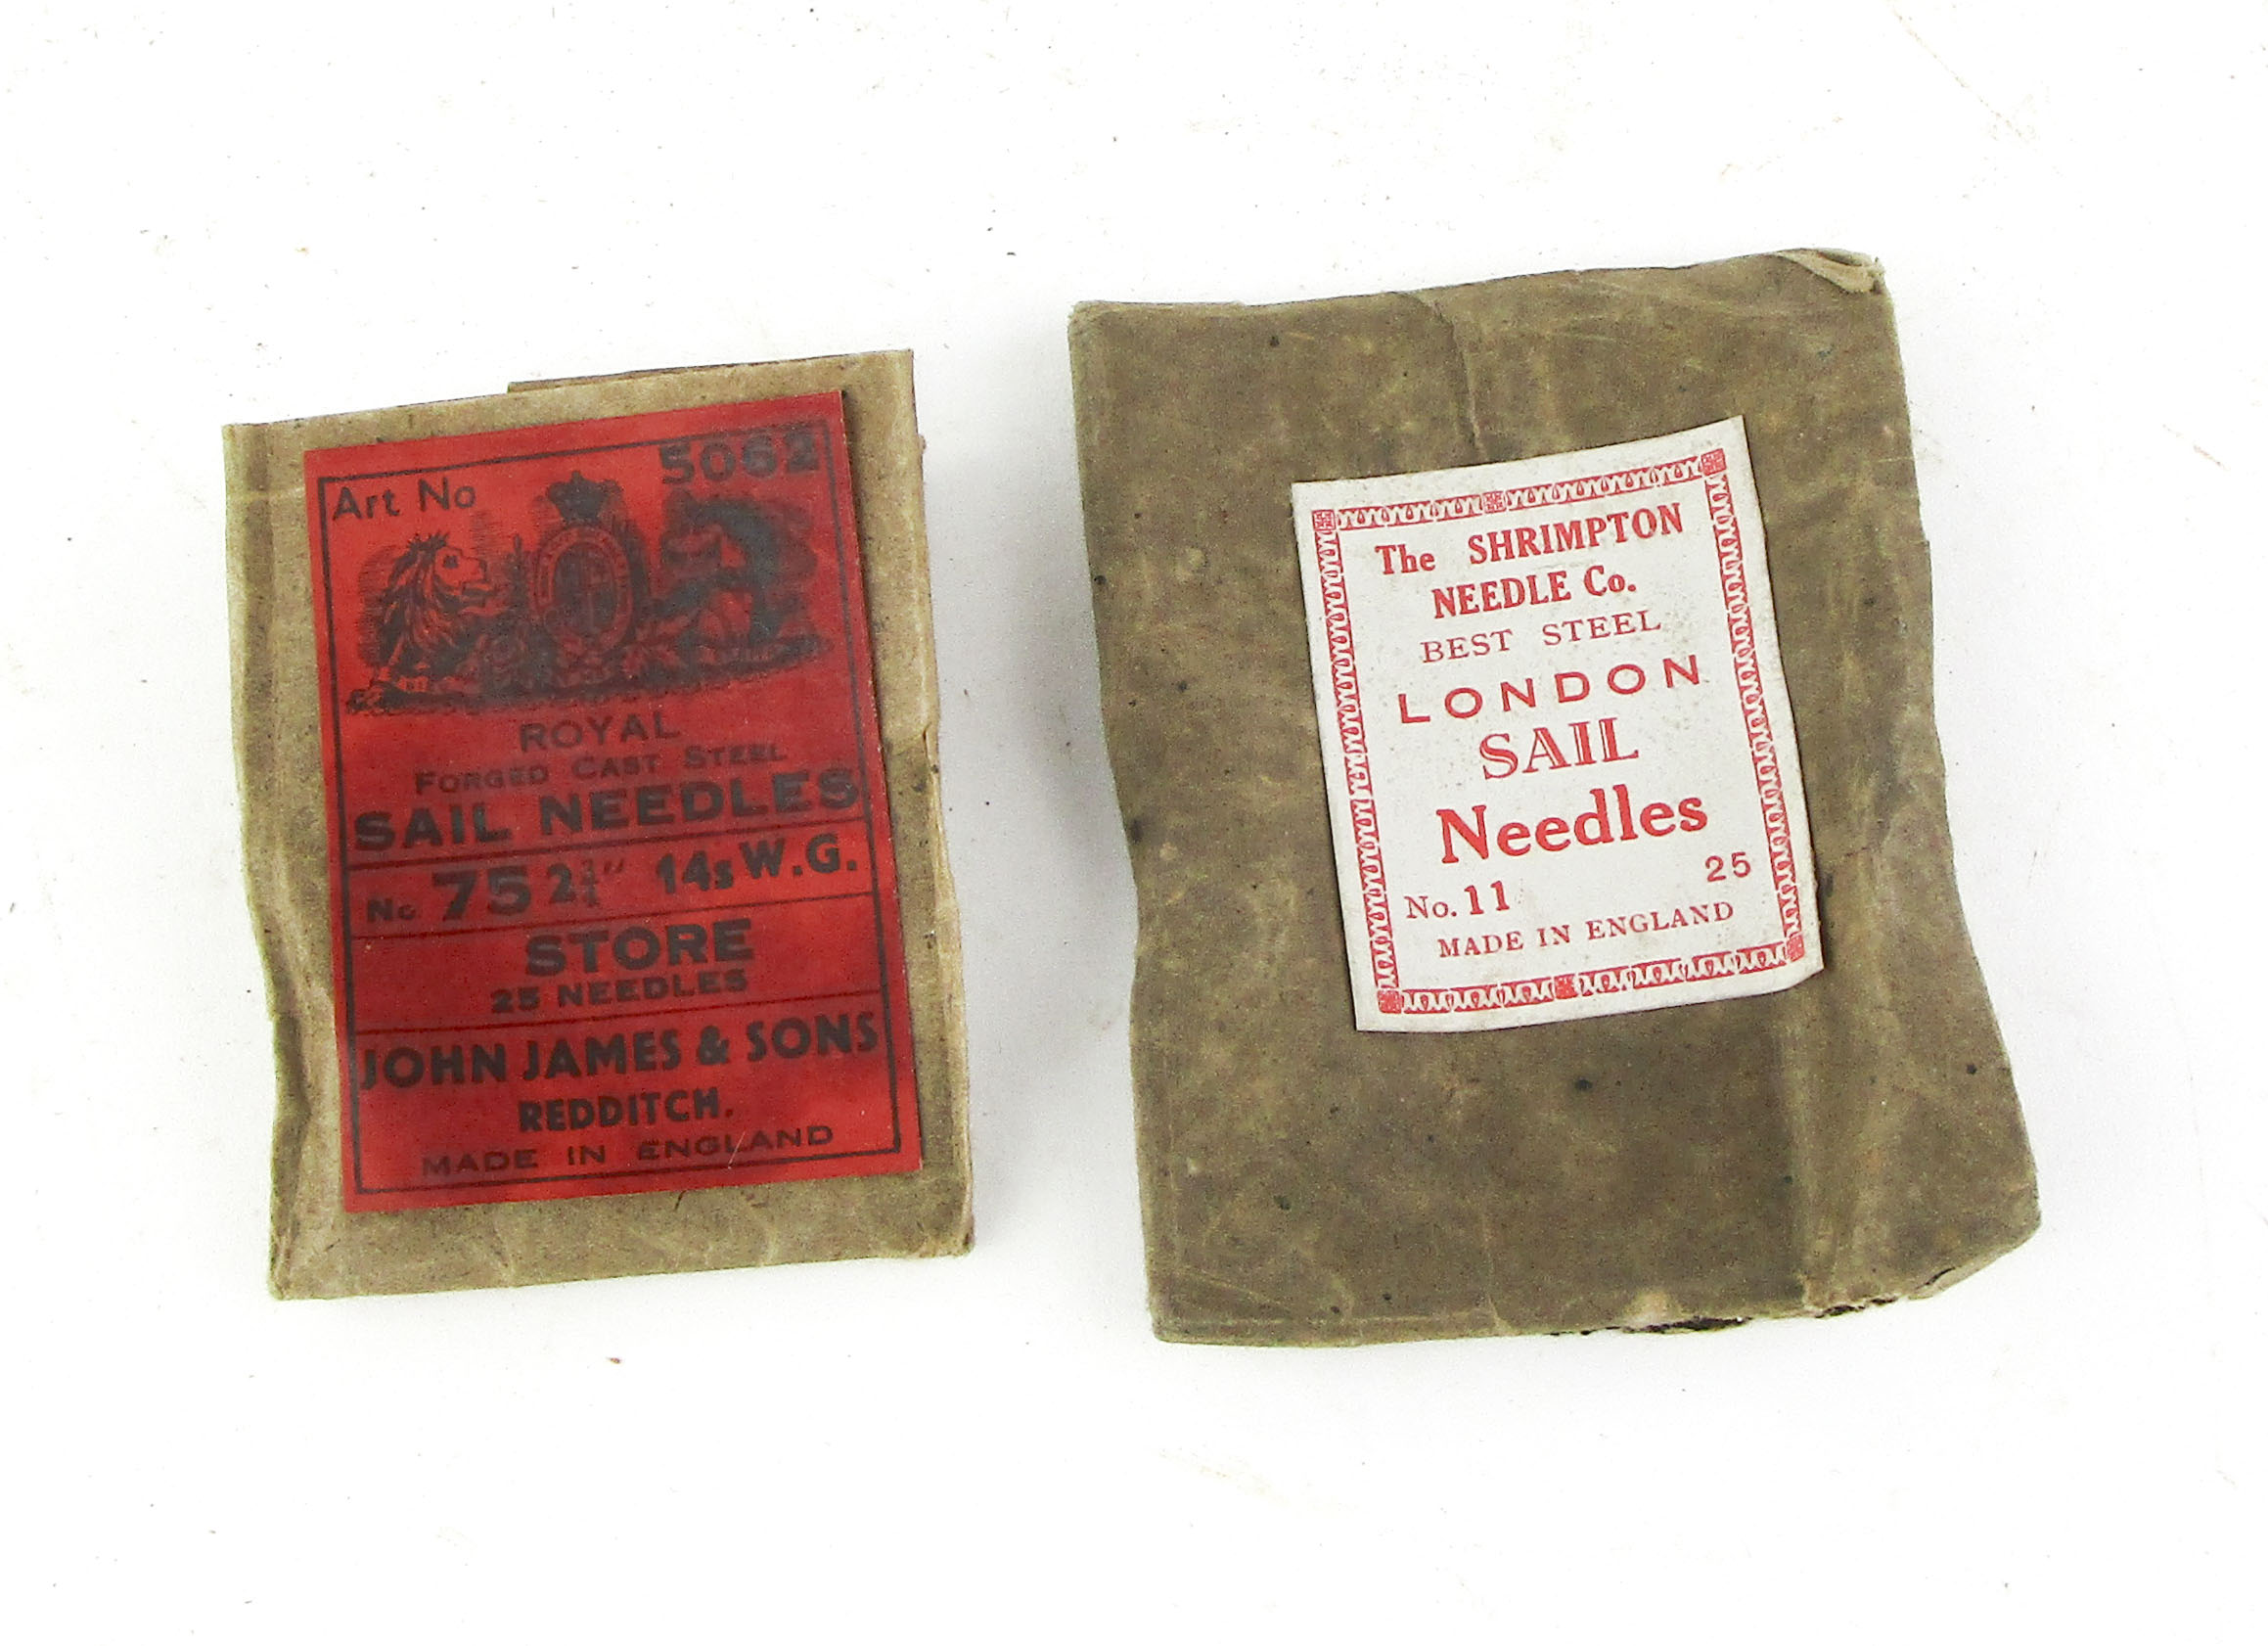 Art No 5062
ROYAL
FORGED CAST STEEL
SAIL NEEDLES
No 75 2¾" 14s W.G.
STORE
25 NEEDLES
JOHN JAMES & SONS
REDDITCH.
MADE IN ENGLAND
The SHRIMPTON
NEEDLE Co.
BEST STEEL
LONDON
SAIL
Needles
25
No. 11
MADE IN ENGLAND